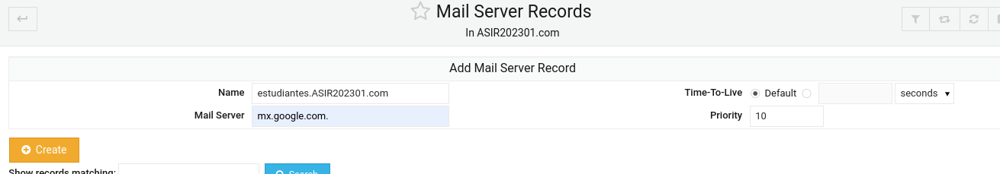 Mail Server Records
In ASIR202301.com
Add Mail Server Record
Name estudiantes.ASIR202301.com Time-To-Live Default seconds
Mail Server mx.google.com. Priority 10
Create
Show records matching: Search